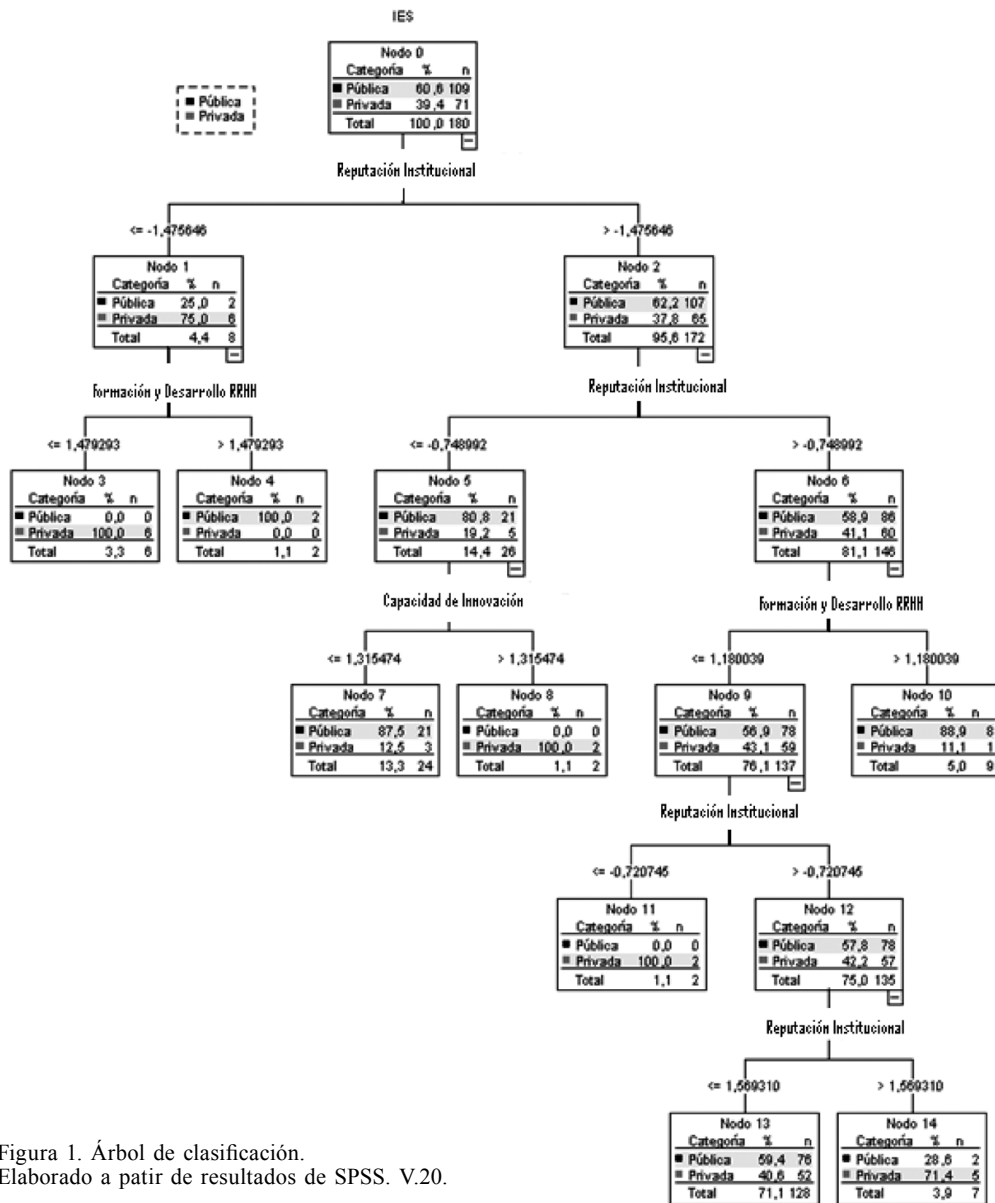 IES
Nodo 0
Categoría % n
Pública 60,6 109
Privada 39,4 71
Total 100,0 180
Pública
Privada
Reputación Institucional
<= -1,475646
> -1,475646
Nodo 1
Categoría % n
Pública 25,0 2
Privada 75,0 6
Total 4,4 8
Nodo 2
Categoría % n
Pública 62,2 107
Privada 37,8 65
Total 95,6 172
Formación y Desarrollo RRHH
Reputación Institucional
<= 1,479293
> 1,479293
<= -0,748992
> -0,748992
Nodo 3
Categoría % n
Pública 0,0 0
Privada 100,0 6
Total 3,3 6
Nodo 4
Categoría % n
Pública 100,0 2
Privada 0,0 0
Total 1,1 2
Nodo 5
Categoría % n
Pública 80,8 21
Privada 19,2 5
Total 14,4 26
Nodo 6
Categoría % n
Pública 58,9 86
Privada 41,1 60
Total 81,1 146
Capacidad de Innovación
Formación y Desarrollo RRHH
<= 1,315474
> 1,315474
<= 1,180039
> 1,180039
Nodo 7
Categoría % n
Pública 87,5 21
Privada 12,5 3
Total 13,3 24
Nodo 8
Categoría % n
Pública 0,0 0
Privada 100,0 2
Total 1,1 2
Nodo 9
Categoría % n
Pública 56,9 78
Privada 43,1 59
Total 76,1 137
Nodo 10
Categoría % n
Pública 88,9 8
Privada 11,1 1
Total 5,0 9
Reputación Institucional
<= -0,720745
> -0,720745
Nodo 11
Categoría % n
Pública 0,0 0
Privada 100,0 2
Total 1,1 2
Nodo 12
Categoría % n
Pública 57,8 78
Privada 42,2 57
Total 75,0 135
Reputación Institucional
<= 1,569310
> 1,569310
Nodo 13
Categoría % n
Pública 59,4 76
Privada 40,6 52
Total 71,1 128
Nodo 14
Categoría % n
Pública 28,6 2
Privada 71,4 5
Total 3,9 7
Figura 1. Árbol de clasificación.
Elaborado a patir de resultados de SPSS. V.20.